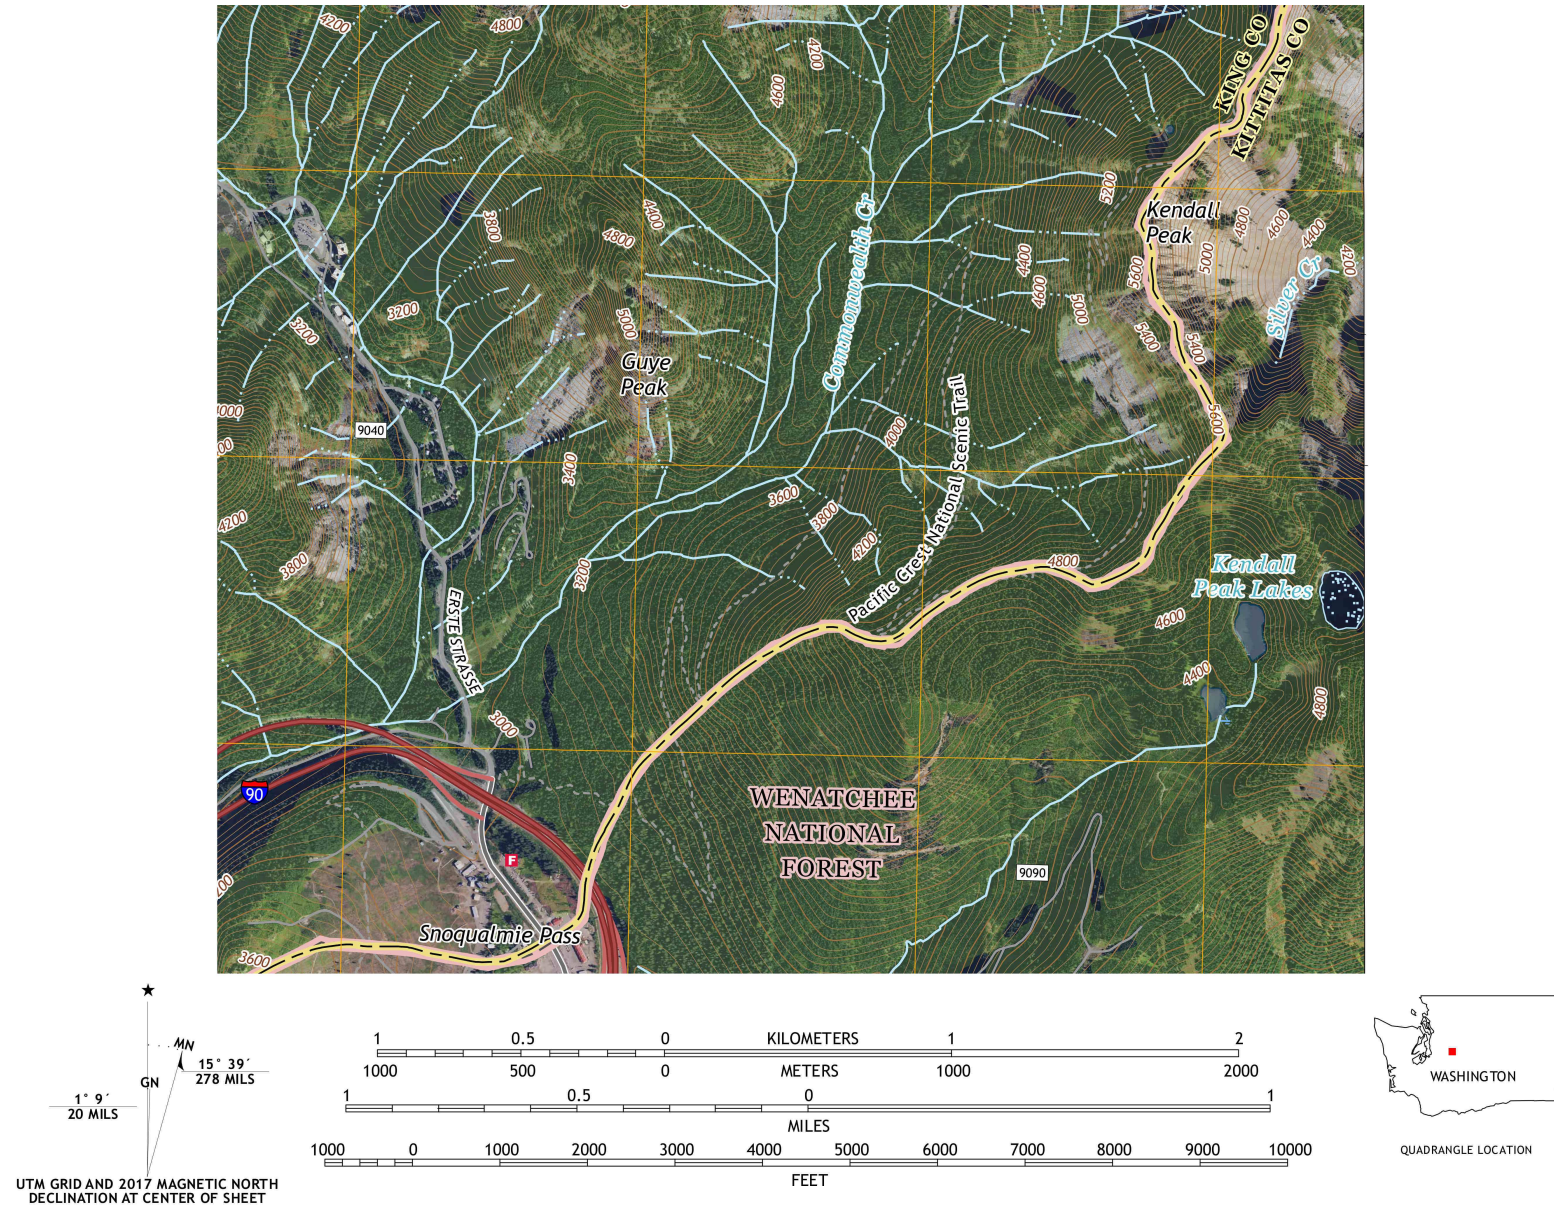 4200
4800
4200
4600
KING CO
KITTITAS CO
5200
Kendall
Peak
4800
4600
4400
4200
5000
3800
4400
4800
Commonwealth Cr
4400
4600
5600
5000
Silver Cr
3200
3200
5000
5400
5400
Guye
Peak
Pacific Crest National Scenic Trail
4000
9040
4000
5600
3400
3600
3800
4200
4200
3800
3200
4800
Kendall
Peak Lakes
4600
ERSTE STRASSE
4400
4800
3000
90
WENATCHEE
NATIONAL
FOREST
F
9090
200
Snoqualmie Pass
3600
MN
GN
15° 39´
278 MILS
1° 9´
20 MILS
UTM GRID AND 2017 MAGNETIC NORTH
DECLINATION AT CENTER OF SHEET
1 0.5 0 KILOMETERS 1 2
1000 500 0 METERS 1000 2000
1 0.5 0 1
MILES
1000 0 1000 2000 3000 4000 5000 6000 7000 8000 9000 10000
FEET
WASHINGTON
QUADRANGLE LOCATION